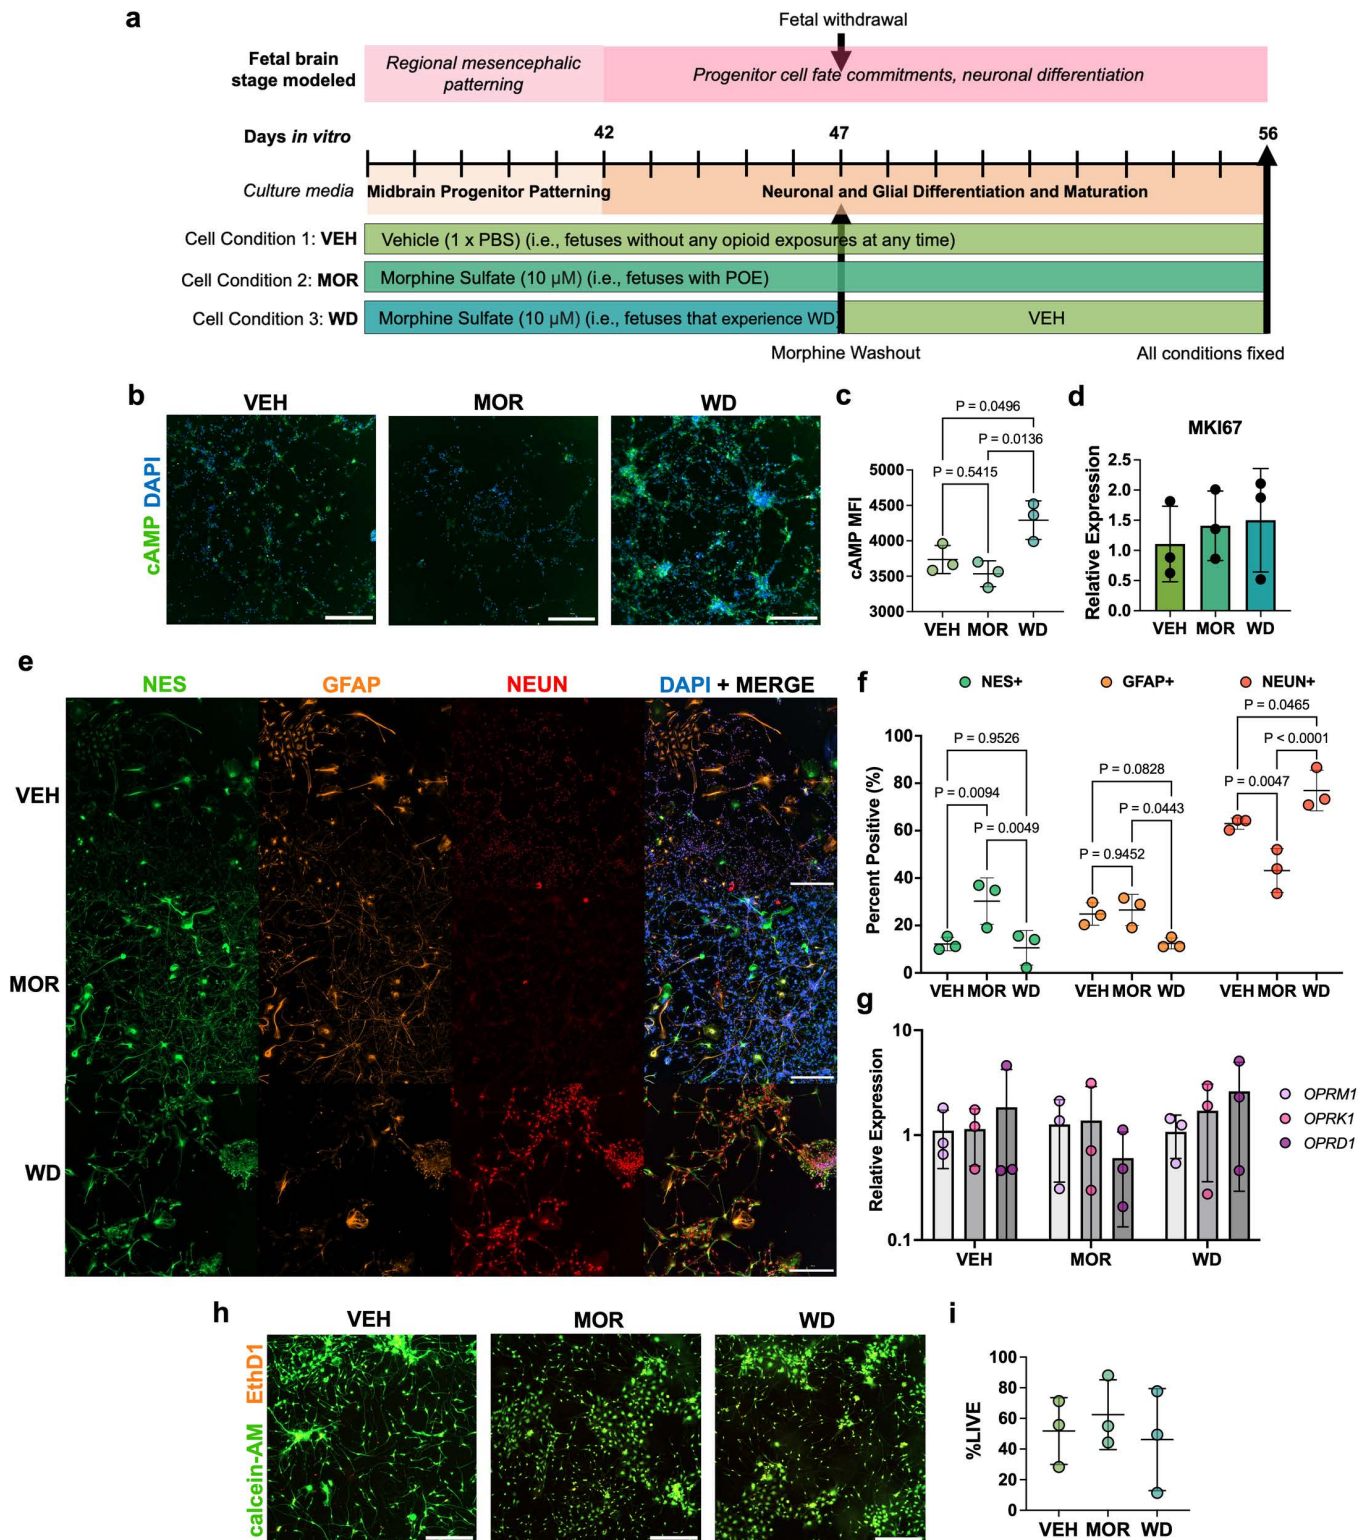 a
Fetal withdrawal
Fetal brain
stage modeled
Regional mesencephalic
patterning
Progenitor cell fate commitments, neuronal differentiation
Days in vitro
42
47
56
Culture media
Midbrain Progenitor Patterning
Neuronal and Glial Differentiation and Maturation
Cell Condition 1: VEH
Vehicle (1 x PBS) (i.e., fetuses without any opioid exposures at any time)
Cell Condition 2: MOR
Morphine Sulfate (10 µM) (i.e., fetuses with POE)
Cell Condition 3: WD
Morphine Sulfate (10 µM) (i.e., fetuses that experience WD)
VEH
Morphine Washout
All conditions fixed
b
VEH
MOR
WD
cAMP DAPI
c
P = 0.0496
P = 0.0136
P = 0.5415
cAMP MFI
5000
4500
4000
3500
3000
VEH MOR WD
d
MKI67
Relative Expression
2.5
2.0
1.5
1.0
0.5
0.0
VEH MOR WD
e
NES
GFAP
NEUN
DAPI + MERGE
VEH
MOR
WD
f
NES+
GFAP+
NEUN+
P = 0.0465
P < 0.0001
P = 0.9526
P = 0.0828
P = 0.0094
P = 0.0047
P = 0.0049
P = 0.0443
P = 0.9452
Percent Positive (%)
100
80
60
40
20
0
VEH MOR WD
VEH MOR WD
VEH MOR WD
g
Relative Expression
10
1
0.1
VEH
MOR
WD
OPRM1
OPRK1
OPRD1
h
VEH
MOR
WD
calcein-AM EthD1
i
%LIVE
100
80
60
40
20
0
VEH MOR WD